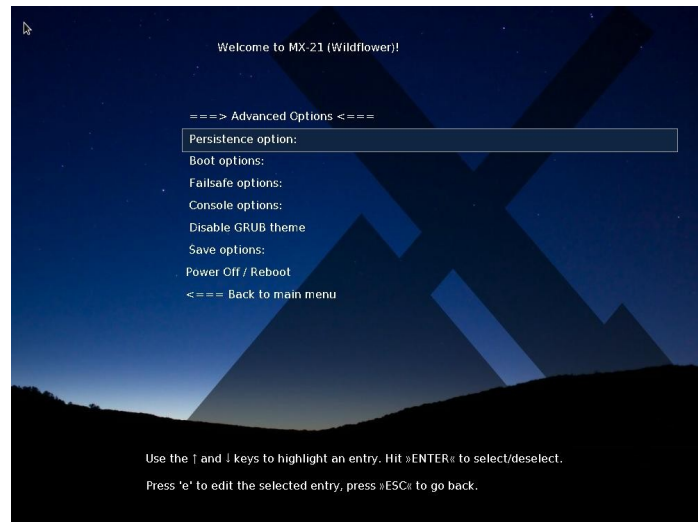 Welcome to MX-21 (Wildflower)!
===> Advanced Options <===
Persistence option:
Boot options:
Failsafe options:
Console options:
Disable GRUB theme
Save options:
Power Off / Reboot
<=== Back to main menu
Use the ↑ and ↓ keys to highlight an entry. Hit »ENTER« to select/deselect.
Press 'e' to edit the selected entry, press »ESC« to go back.